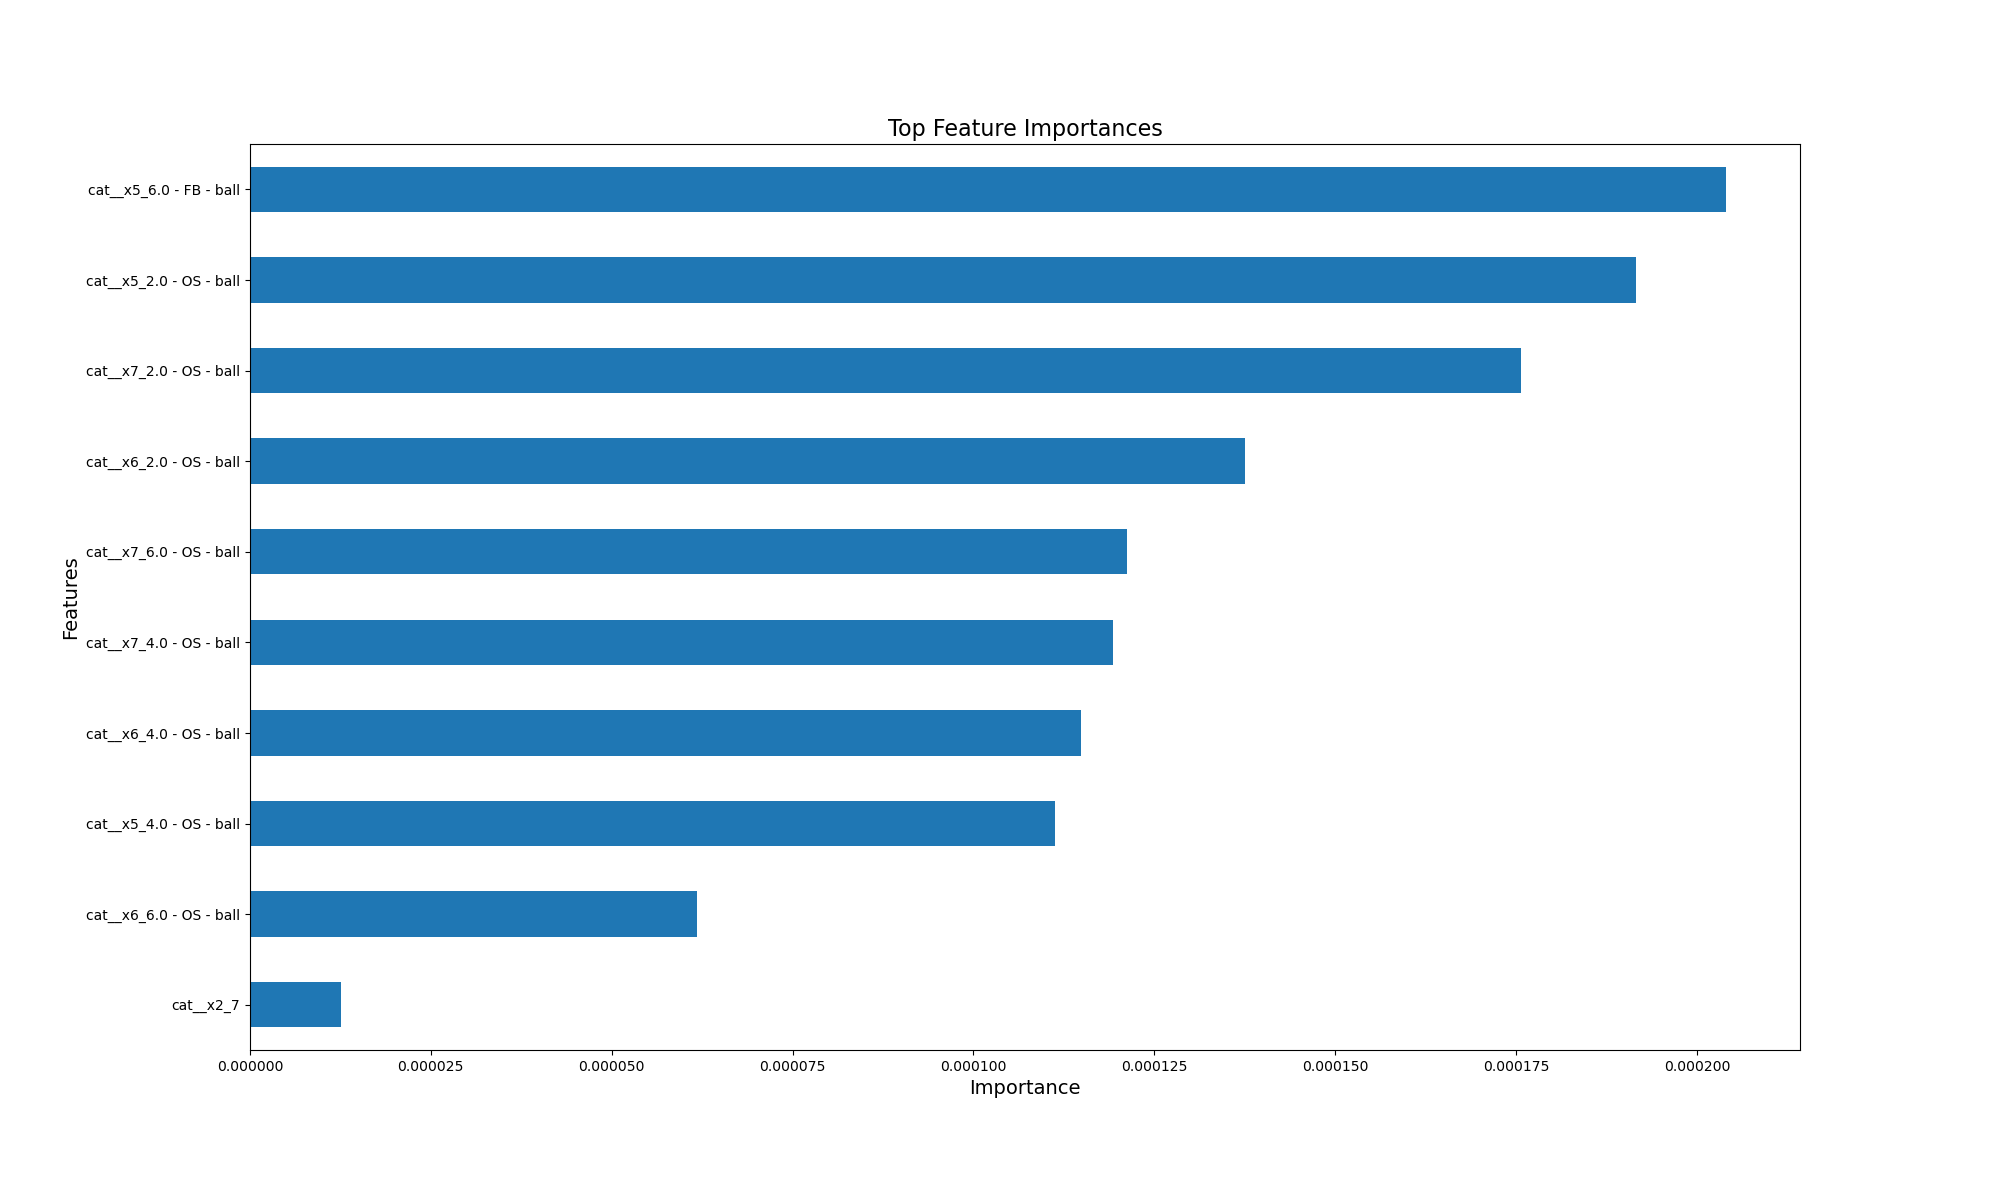 Top Feature Importances
cat__x5_6.0 - FB - ball
cat__x5_2.0 - OS - ball
cat__x7_2.0 - OS - ball
cat__x6_2.0 - OS - ball
cat__x7_6.0 - OS - ball
cat__x7_4.0 - OS - ball
cat__x6_4.0 - OS - ball
cat__x5_4.0 - OS - ball
cat__x6_6.0 - OS - ball
cat__x2_7
Features
0.000000 0.000025 0.000050 0.000075 0.000100 0.000125 0.000150 0.000175 0.000200
Importance